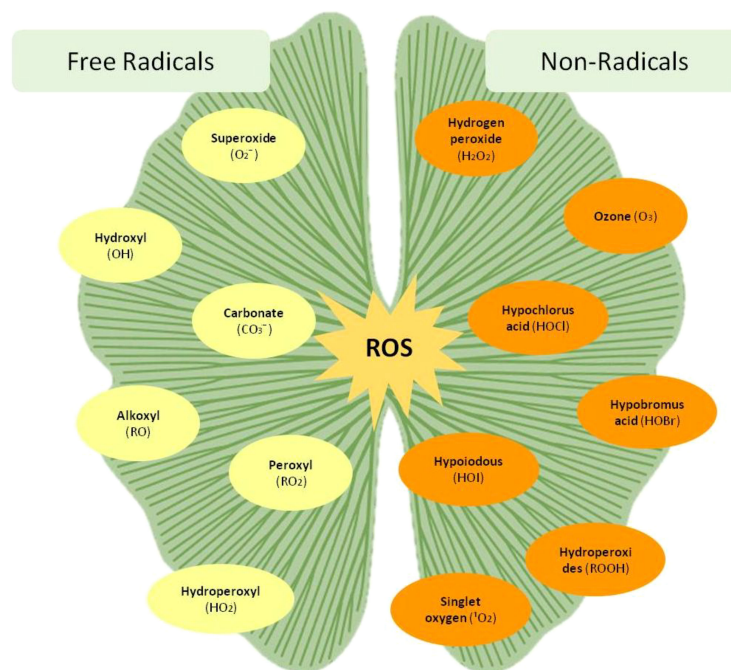 Free Radicals
Non-Radicals
Superoxide
(O₂⁻)
Hydroxyl
(OH)
Carbonate
(CO₃⁻)
Alkoxyl
(RO)
Peroxyl
(RO₂)
Hydroperoxyl
(HO₂)
ROS
Hydrogen
peroxide
(H₂O₂)
Ozone (O₃)
Hypochlorus
acid (HOCl)
Hypobromus
acid (HOBr)
Hypoiodous
(HOI)
Hydroperoxi
des (ROOH)
Singlet
oxygen (¹O₂)